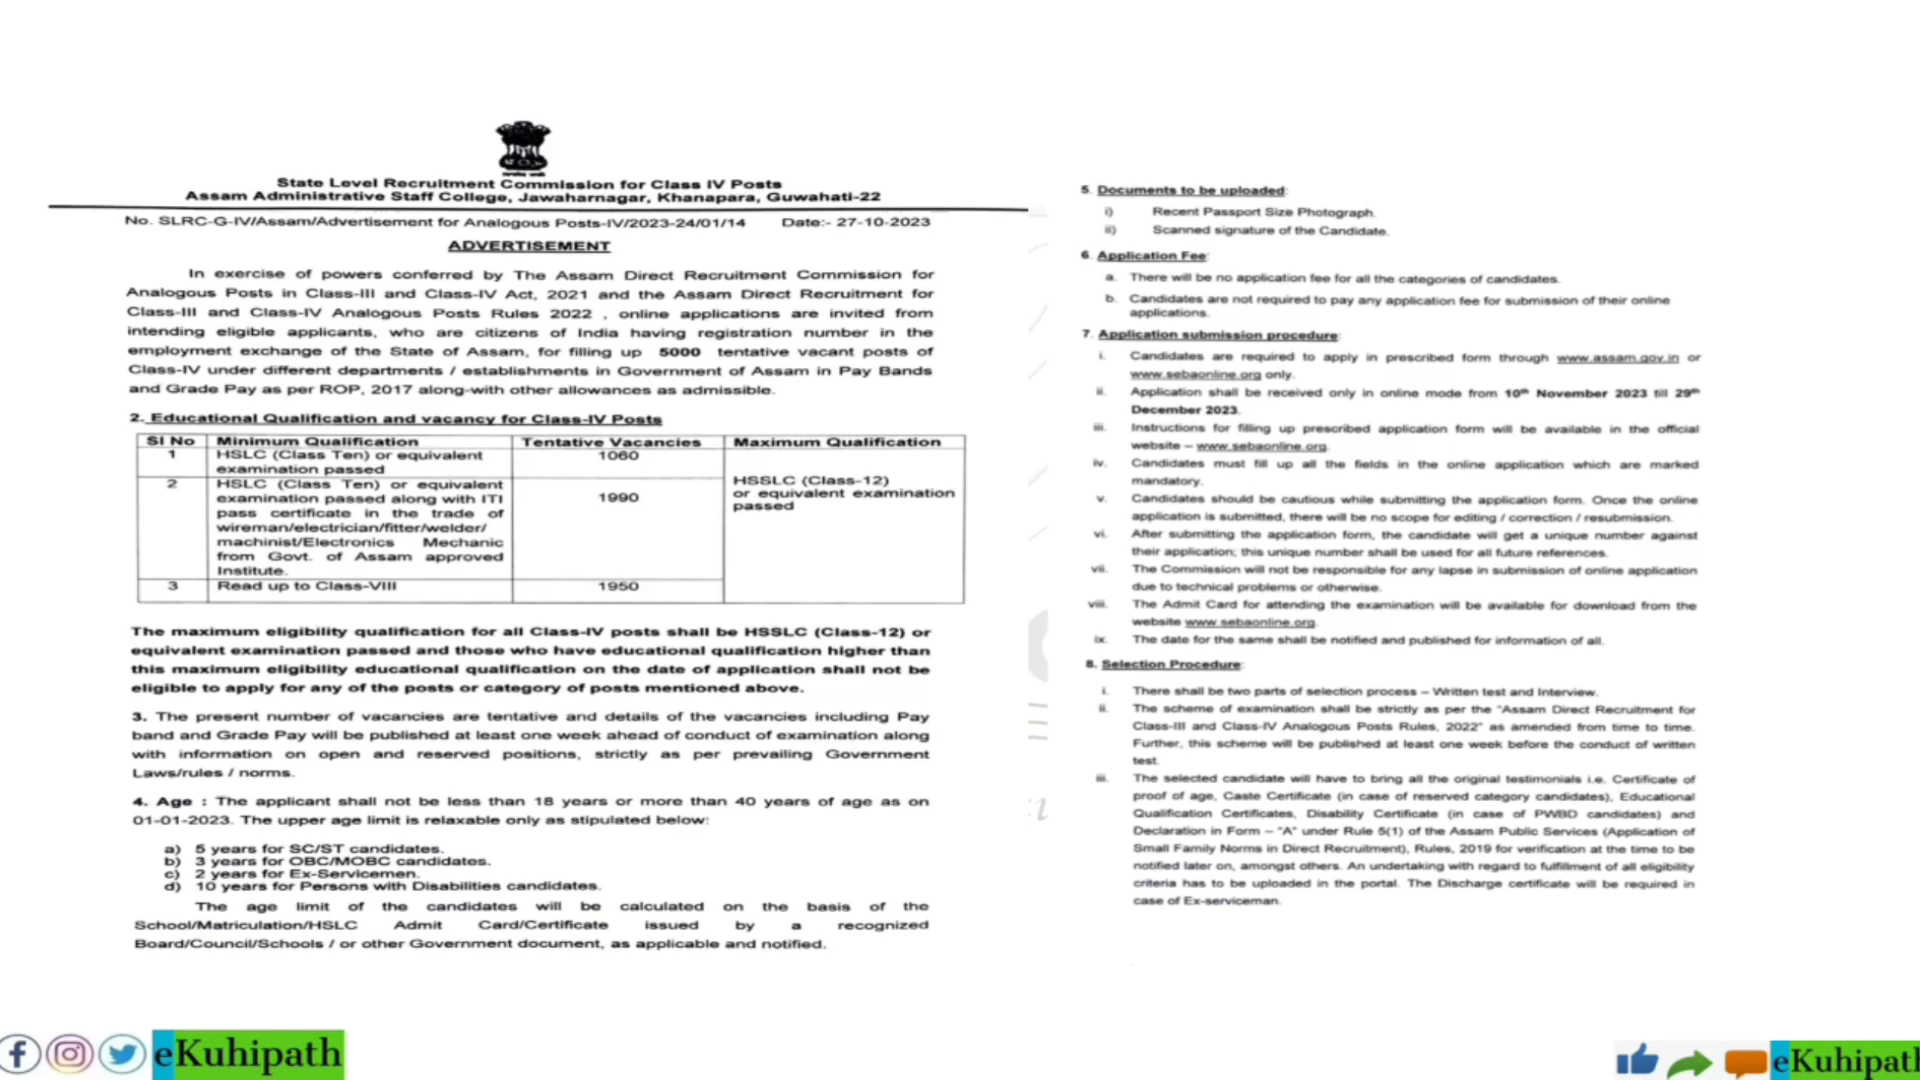 State Level Recruitment Commission for Class IV Posts
Assam Administrative Staff College, Jawaharnagar, Khanapara, Guwahati-22
No. SLRC-G-IV/Assam/Advertisement for Analogous Posts-IV/2023-24/01/14 Date:- 27-10-2023
ADVERTISEMENT
In exercise of powers conferred by The Assam Direct Recruitment Commission for
Analogous Posts in Class-III and Class-IV Act, 2021 and the Assam Direct Recruitment for
Class-III and Class-IV Analogous Posts Rules 2022 , online applications are invited from
intending eligible applicants, who are citizens of India having registration number in the
employment exchange of the State of Assam, for filling up 5000 tentative vacant posts of
Class-IV under different departments / establishments in Government of Assam in Pay Bands
and Grade Pay as per ROP, 2017 along-with other allowances as admissible.
2. Educational Qualification and vacancy for Class-IV Posts
Sl No Minimum Qualification Tentative Vacancies Maximum Qualification
1 HSLC (Class Ten) or equivalent 1060
examination passed
2 HSLC (Class Ten) or equivalent
examination passed along with ITI 1990
pass certificate in the trade of
wireman/electrician/fitter/welder/
machinist/Electronics Mechanic
from Govt. of Assam approved
Institute.
HSSLC (Class-12)
or equivalent examination
passed
3 Read up to Class-VIII 1950
The maximum eligibility qualification for all Class-IV posts shall be HSSLC (Class-12) or
equivalent examination passed and those who have educational qualification higher than
this maximum eligibility educational qualification on the date of application shall not be
eligible to apply for any of the posts or category of posts mentioned above.
3. The present number of vacancies are tentative and details of the vacancies including Pay
band and Grade Pay will be published at least one week ahead of conduct of examination along
with information on open and reserved positions, strictly as per prevailing Government
Laws/rules / norms.
4. Age : The applicant shall not be less than 18 years or more than 40 years of age as on
01-01-2023. The upper age limit is relaxable only as stipulated below:
a) 5 years for SC/ST candidates.
b) 3 years for OBC/MOBC candidates.
c) 2 years for Ex-Servicemen.
d) 10 years for Persons with Disabilities candidates.
The age limit of the candidates will be calculated on the basis of the
School/Matriculation/HSLC Admit Card/Certificate issued by a recognized
Board/Council/Schools / or other Government document, as applicable and notified.
5. Documents to be uploaded:
i) Recent Passport Size Photograph.
ii) Scanned signature of the Candidate.
6. Application Fee:
a. There will be no application fee for all the categories of candidates.
b. Candidates are not required to pay any application fee for submission of their online
applications.
7. Application submission procedure:
i. Candidates are required to apply in prescribed form through www.assam.gov.in or
www.sebaonline.org only.
ii. Application shall be received only in online mode from 10th November 2023 till 29th
December 2023.
iii. Instructions for filling up prescribed application form will be available in the official
website – www.sebaonline.org.
iv. Candidates must fill up all the fields in the online application which are marked
mandatory.
v. Candidates should be cautious while submitting the application form. Once the online
application is submitted, there will be no scope for editing / correction / resubmission.
vi. After submitting the application form, the candidate will get a unique number against
their application; this unique number shall be used for all future references.
vii. The Commission will not be responsible for any lapse in submission of online application
due to technical problems or otherwise.
viii. The Admit Card for attending the examination will be available for download from the
website www.sebaonline.org.
ix. The date for the same shall be notified and published for information of all.
8. Selection Procedure:
i. There shall be two parts of selection process – Written test and Interview.
ii. The scheme of examination shall be strictly as per the "Assam Direct Recruitment for
Class-III and Class-IV Analogous Posts Rules, 2022" as amended from time to time.
Further, this scheme will be published at least one week before the conduct of written
test.
iii. The selected candidate will have to bring all the original testimonials i.e. Certificate of
proof of age, Caste Certificate (in case of reserved category candidates), Educational
Qualification Certificates, Disability Certificate (in case of PWBD candidates) and
Declaration in Form – "A" under Rule 5(1) of the Assam Public Services (Application of
Small Family Norms in Direct Recruitment), Rules, 2019 for verification at the time to be
notified later on, amongst others. An undertaking with regard to fulfillment of all eligibility
criteria has to be uploaded in the portal. The Discharge certificate will be required in
case of Ex-serviceman.
eKuhipath
eKuhipath